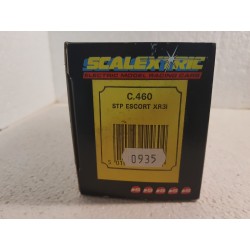 SCALEXTRIC
ELECTRIC MODEL RACING CARS
C.460
STP ESCORT XR3i
0935